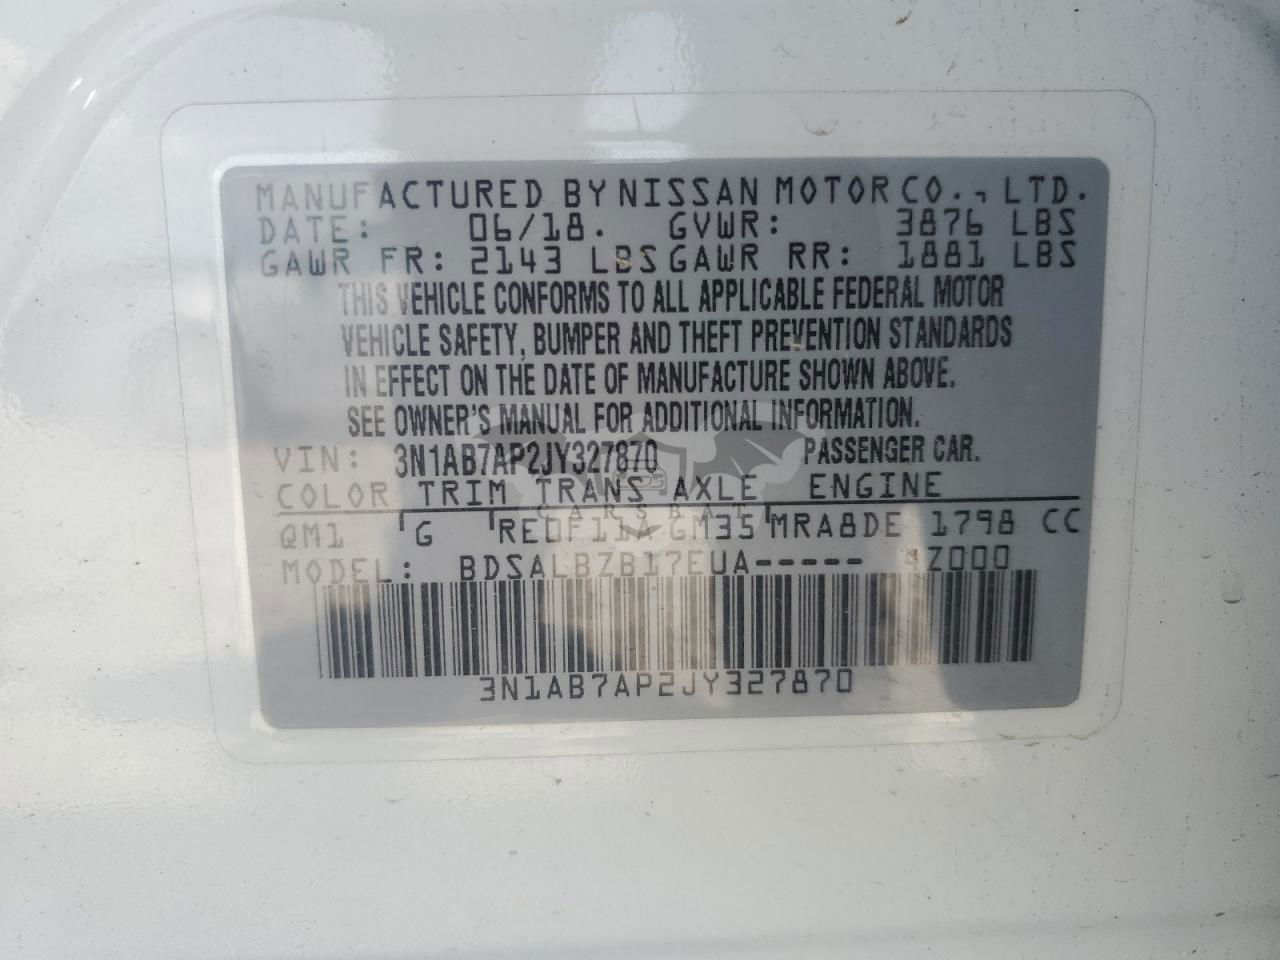 MANUFACTURED BY NISSAN MOTOR CO., LTD.
DATE: 06/18. GVWR: 3876 LBS
GAWR FR: 2143 LBS GAWR RR: 1881 LBS
THIS VEHICLE CONFORMS TO ALL APPLICABLE FEDERAL MOTOR
VEHICLE SAFETY, BUMPER AND THEFT PREVENTION STANDARDS
IN EFFECT ON THE DATE OF MANUFACTURE SHOWN ABOVE.
SEE OWNER'S MANUAL FOR ADDITIONAL INFORMATION.
VIN: 3N1AB7AP2JY327870 PASSENGER CAR.
COLOR TRIM TRANS AXLE ENGINE
CARSBAT
QM1 G RE0F11A GM35 MRA8DE 1798 CC
MODEL: BDSALBZB17EUA-----
3N1AB7AP2JY327870